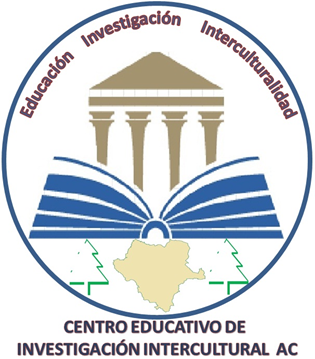 Educación Investigación Interculturalidad
CENTRO EDUCATIVO DE
INVESTIGACIÓN INTERCULTURAL AC